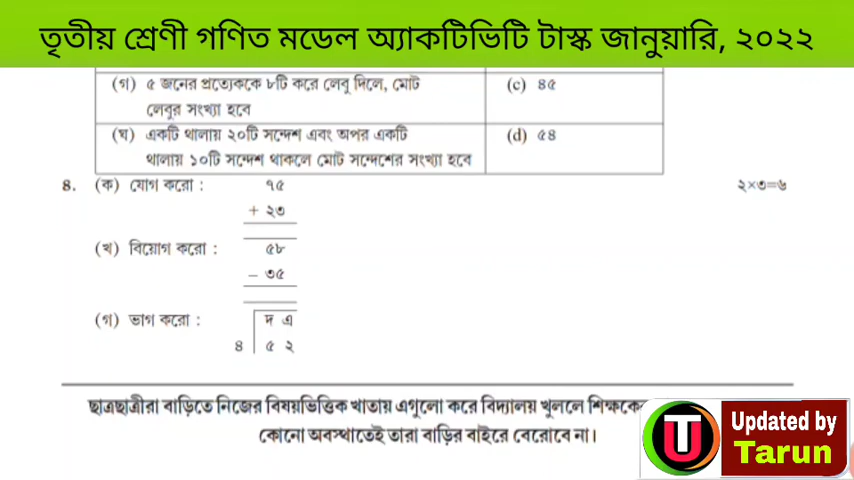 তৃতীয় শ্রেণী গণিত মডেল অ্যাকটিভিটি টাস্ক জানুয়ারি, ২০২২
(গ) ৫ জনের প্রত্যেককে ৮টি করে লেবু দিলে, মোট
লেবুর সংখ্যা হবে
(c) ৪৫
(ঘ) একটি থালায় ২০টি সন্দেশ এবং অপর একটি
থালায় ১০টি সন্দেশ থাকলে মোট সন্দেশের সংখ্যা হবে
(d) ৫৪
৪. (ক) যোগ করো : ৭৫ ২×৩=৬
+ ২৩
(খ) বিয়োগ করো : ৫৮
– ৩৫
(গ) ভাগ করো : দ এ
৪ ৫ ২
ছাত্রছাত্রীরা বাড়িতে নিজের বিষয়ভিত্তিক খাতায় এগুলো করে বিদ্যালয় খুললে
কোনো অবস্থাতেই তারা বাড়ির বাইরে বেরোবে না।
Updated by
Tarun